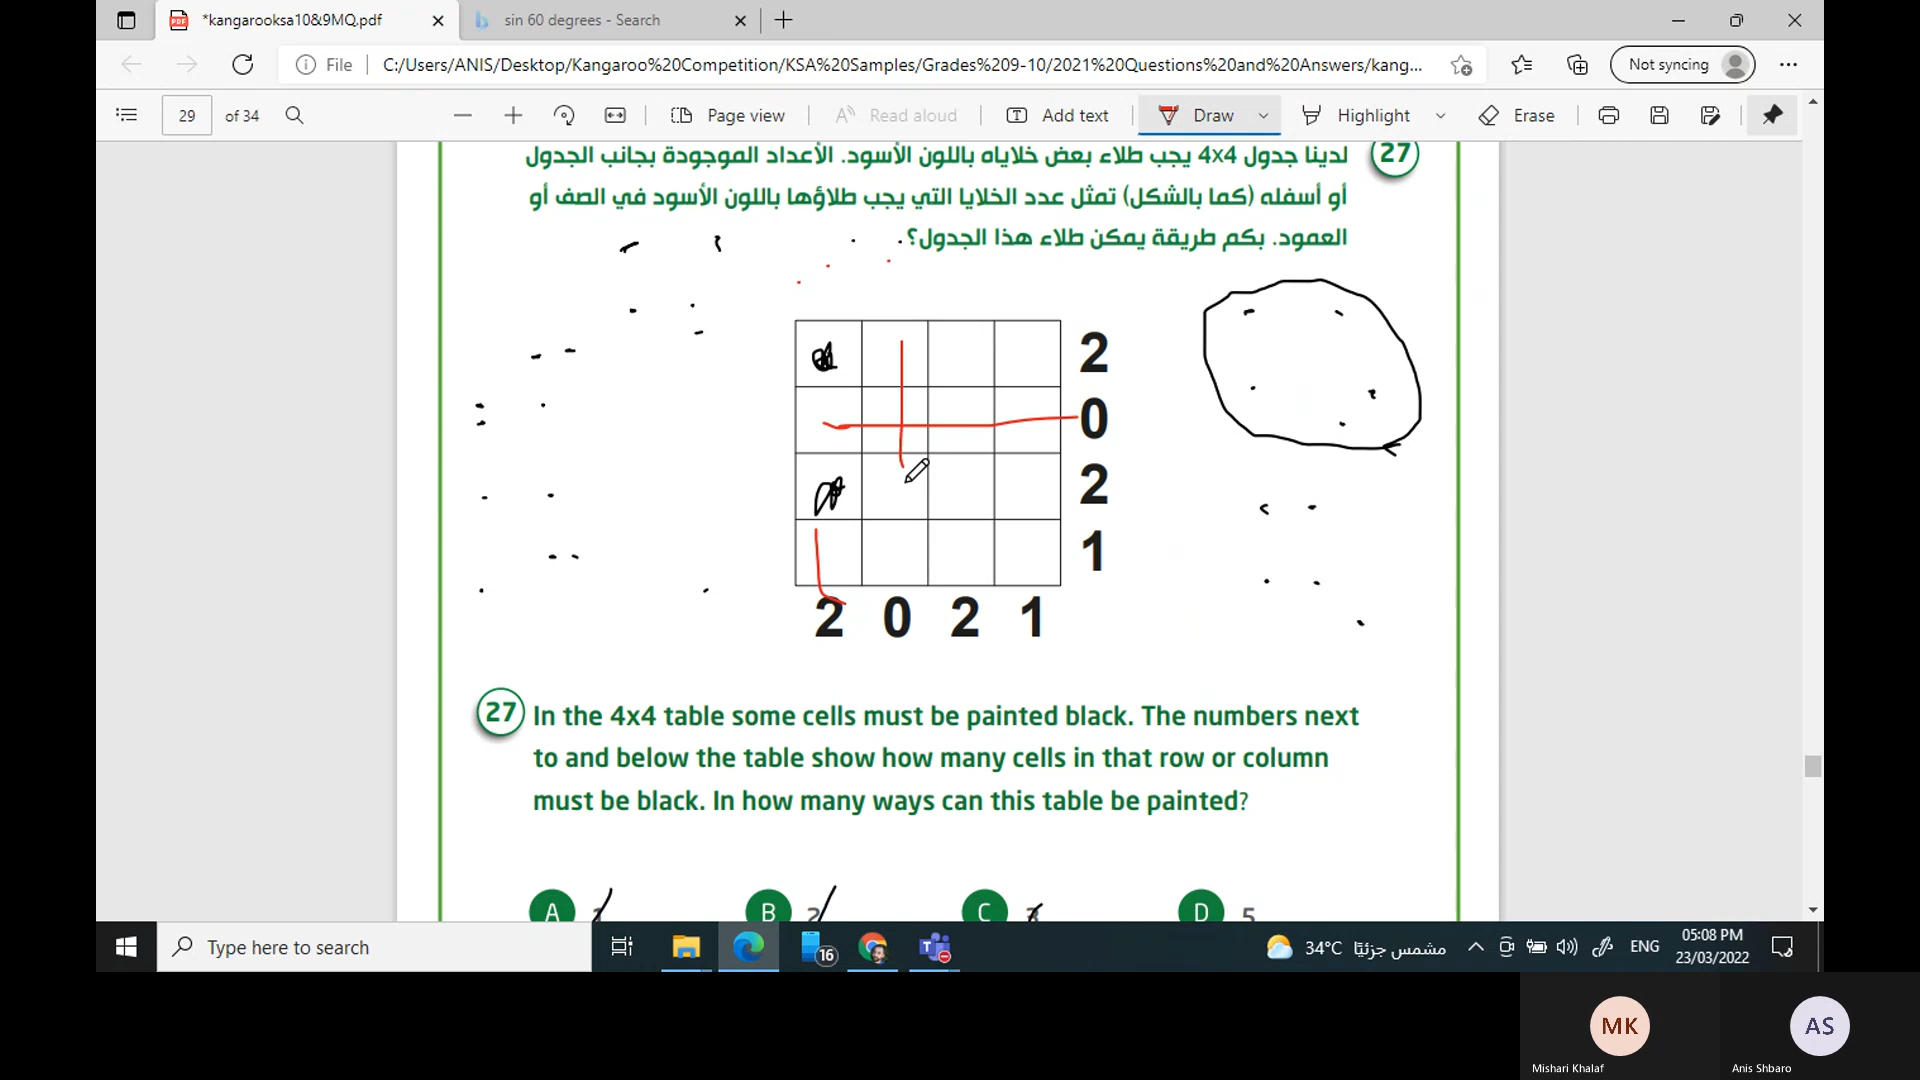 *kangarooksa10&9MQ.pdf
sin 60 degrees - Search
File
C:/Users/ANIS/Desktop/Kangaroo%20Competition/KSA%20Samples/Grades%209-10/2021%20Questions%20and%20Answers/kang...
Not syncing
29 of 34
Page view
Read aloud
Add text
Draw
Highlight
Erase
27 لدينا جدول 4x4 يجب طلاء بعض خلاياه باللون الأسود. الأعداد الموجودة بجانب الجدول
أو أسفله (كما بالشكل) تمثل عدد الخلايا التي يجب طلاؤها باللون الأسود في الصف أو
العمود. بكم طريقة يمكن طلاء هذا الجدول؟
2
0
2
1
2 0 2 1
27 In the 4x4 table some cells must be painted black. The numbers next
to and below the table show how many cells in that row or column
must be black. In how many ways can this table be painted?
A 1 B 2 C 3 D 5
Type here to search
16
34°C مشمس جزئيًا
ENG
05:08 PM
23/03/2022
MK
AS
Mishari Khalaf
Anis Shbaro